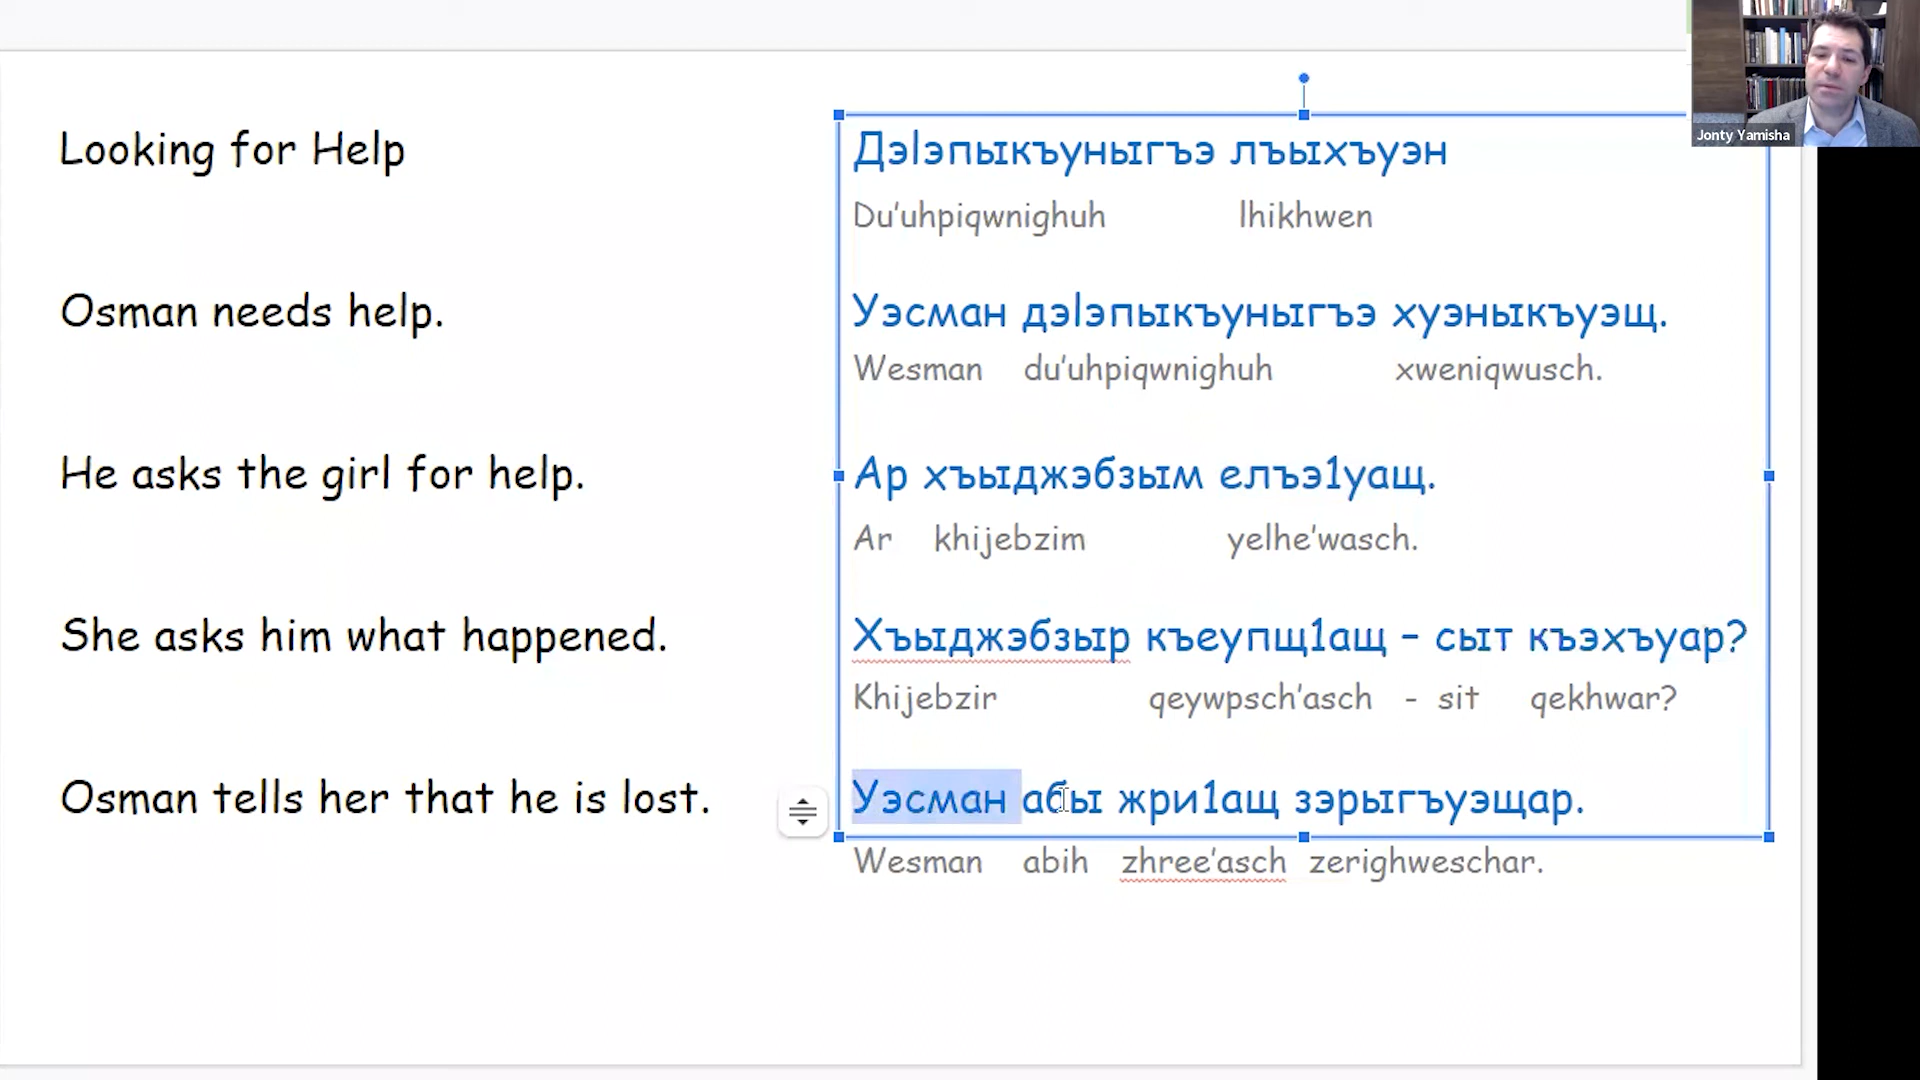 Jonty Yamisha
Looking for Help
Дэӏэпыкъуныгъэ лъыхъуэн
Du'uhpiqwnighuh lhikhwen
Osman needs help.
Уэсман дэӏэпыкъуныгъэ хуэныкъуэщ.
Wesman du'uhpiqwnighuh xweniqwusch.
He asks the girl for help.
Ар хъыджэбзым елъэ1уащ.
Ar khijebzim yelhe'wasch.
She asks him what happened.
Хъыджэбзыр къеупщ1ащ – сыт къэхъуар?
Khijebzir qeywpsch'asch - sit qekhwar?
Osman tells her that he is lost.
Уэсман абы жри1ащ зэрыгъуэщар.
Wesman abih zhree'asch zerighweschar.